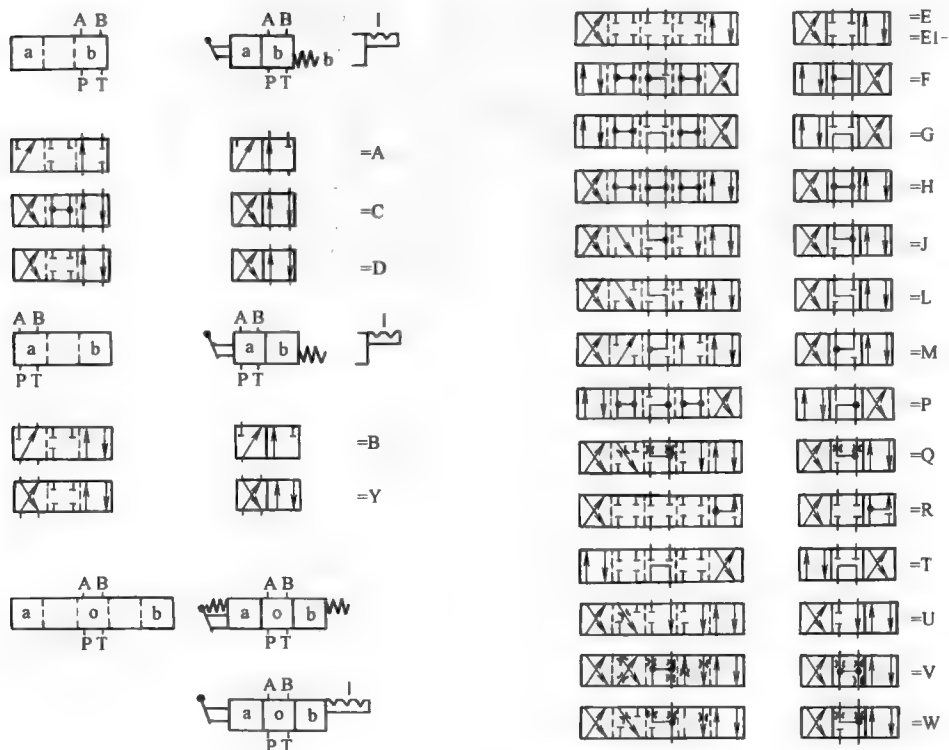 A B
a b
P T
A B
a b
b
P T
l
=A
=C
=D
A B
a b
P T
A B
a b
P T
l
=B
=Y
A B
a o b
P T
A B
a o b
P T
A B
a o b
P T
l
=E
=E1-
=F
=G
=H
=J
=L
=M
=P
=Q
=R
=T
=U
=V
=W